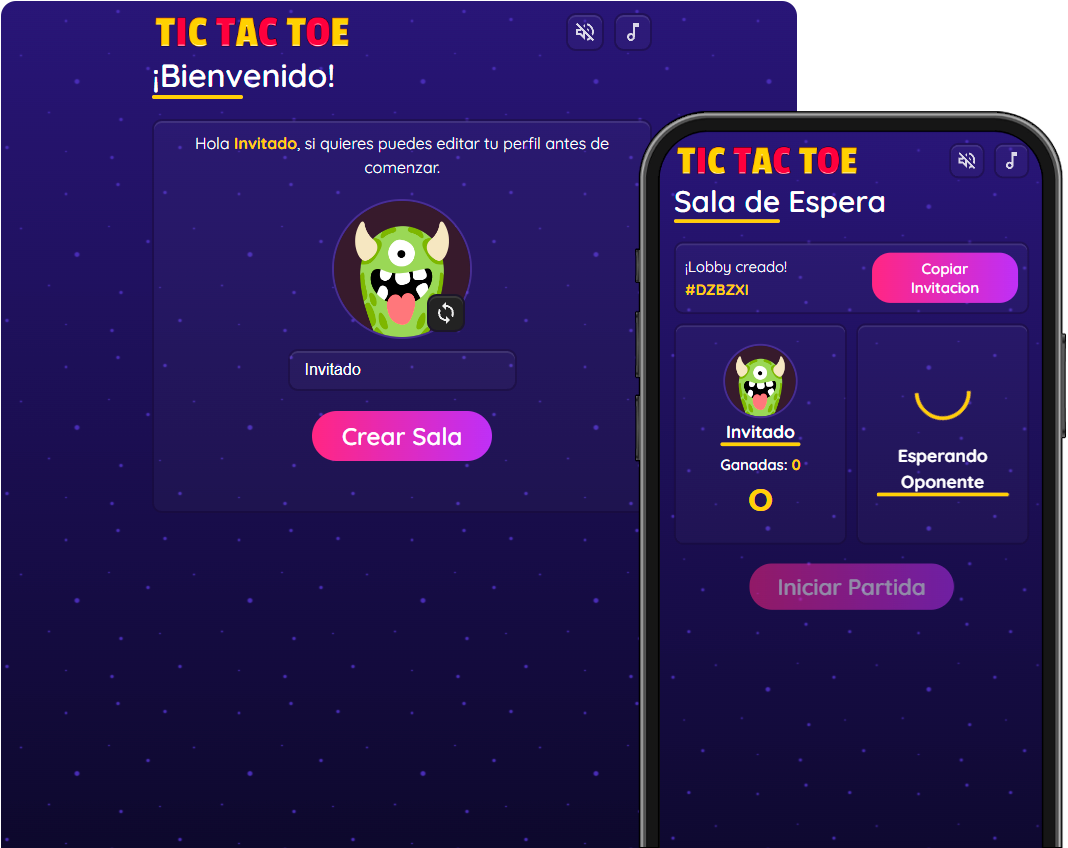 TIC TAC TOE
¡Bienvenido!
Hola Invitado, si quieres puedes editar tu perfil antes de
comenzar.
Invitado
Crear Sala
TIC TAC TOE
Sala de Espera
¡Lobby creado!
#DZBZXI
Copiar
Invitacion
Invitado
Ganadas: 0
O
Esperando
Oponente
Iniciar Partida